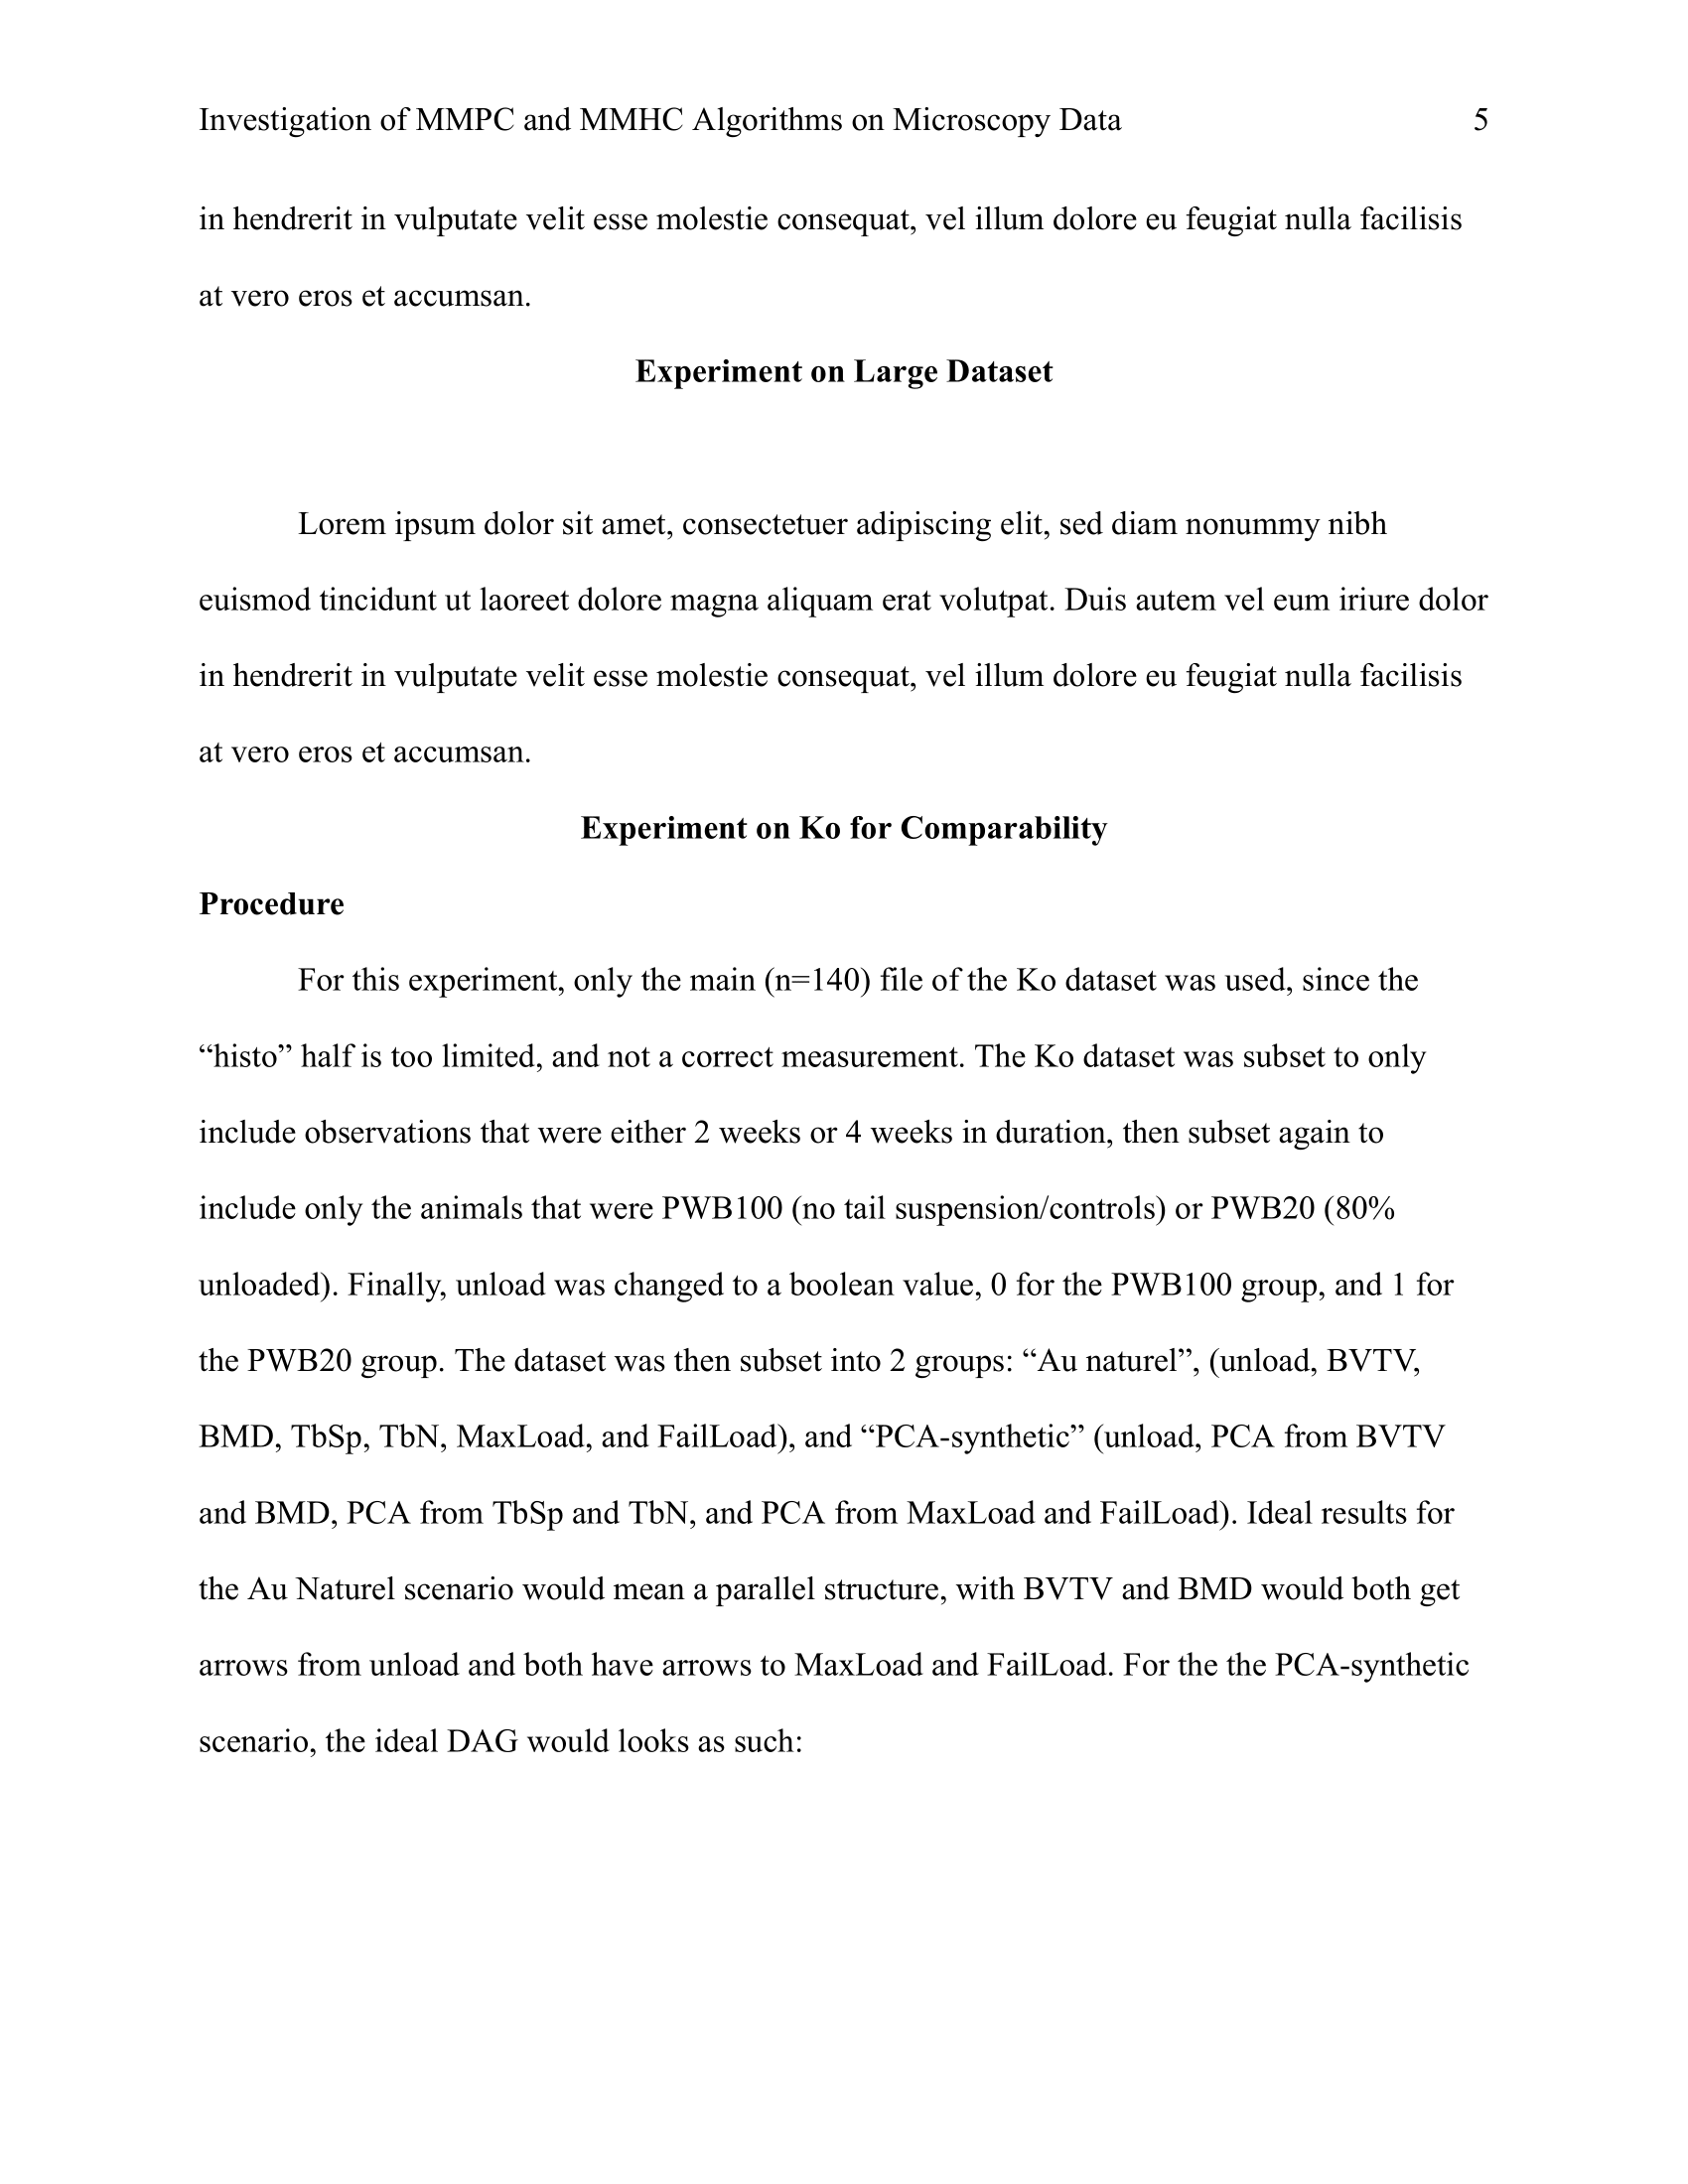 Investigation of MMPC and MMHC Algorithms on Microscopy Data 5
in hendrerit in vulputate velit esse molestie consequat, vel illum dolore eu feugiat nulla facilisis
at vero eros et accumsan.
Experiment on Large Dataset
Lorem ipsum dolor sit amet, consectetuer adipiscing elit, sed diam nonummy nibh
euismod tincidunt ut laoreet dolore magna aliquam erat volutpat. Duis autem vel eum iriure dolor
in hendrerit in vulputate velit esse molestie consequat, vel illum dolore eu feugiat nulla facilisis
at vero eros et accumsan.
Experiment on Ko for Comparability
Procedure
For this experiment, only the main (n=140) file of the Ko dataset was used, since the
“histo” half is too limited, and not a correct measurement. The Ko dataset was subset to only
include observations that were either 2 weeks or 4 weeks in duration, then subset again to
include only the animals that were PWB100 (no tail suspension/controls) or PWB20 (80%
unloaded). Finally, unload was changed to a boolean value, 0 for the PWB100 group, and 1 for
the PWB20 group. The dataset was then subset into 2 groups: “Au naturel”, (unload, BVTV,
BMD, TbSp, TbN, MaxLoad, and FailLoad), and “PCA-synthetic” (unload, PCA from BVTV
and BMD, PCA from TbSp and TbN, and PCA from MaxLoad and FailLoad). Ideal results for
the Au Naturel scenario would mean a parallel structure, with BVTV and BMD would both get
arrows from unload and both have arrows to MaxLoad and FailLoad. For the the PCA-synthetic
scenario, the ideal DAG would looks as such: